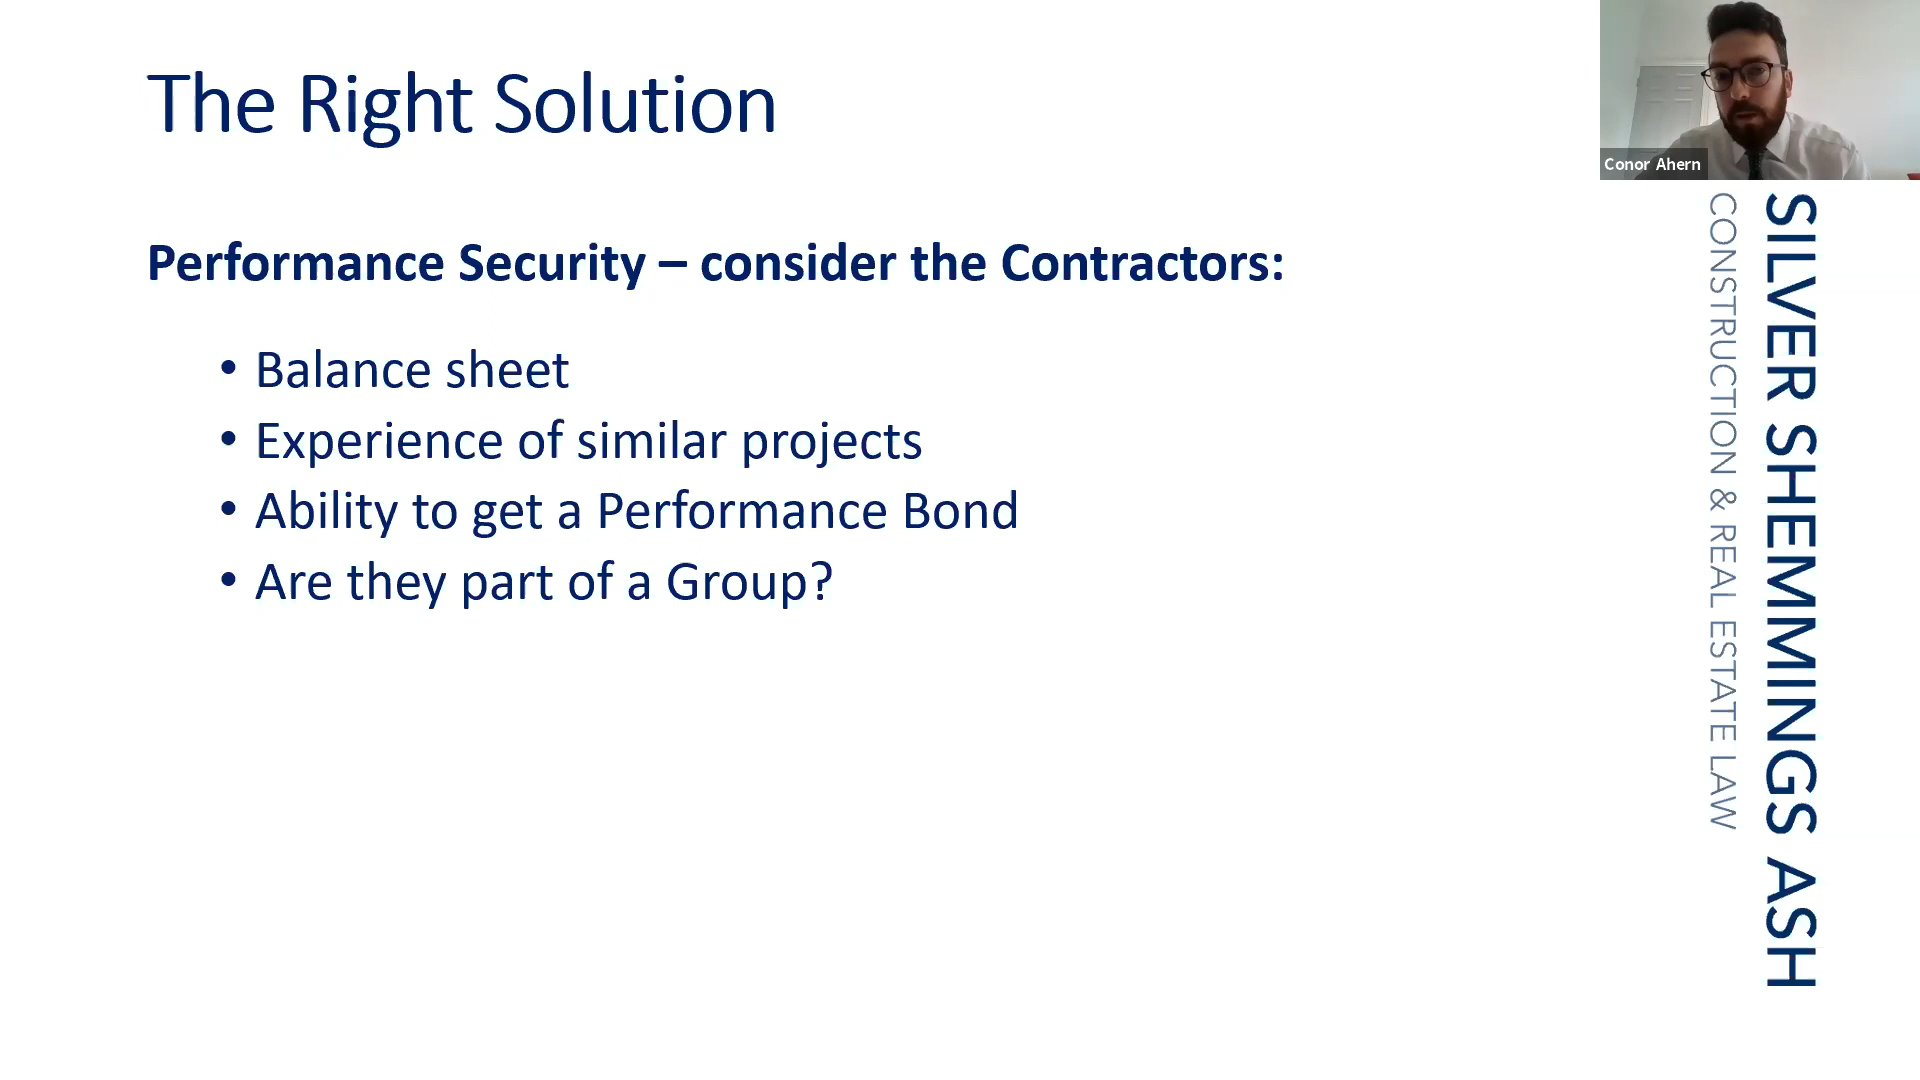 The Right Solution
Performance Security – consider the Contractors:
• Balance sheet
• Experience of similar projects
• Ability to get a Performance Bond
• Are they part of a Group?
Conor Ahern
SILVER SHEMMINGS ASH
CONSTRUCTION & REAL ESTATE LAW